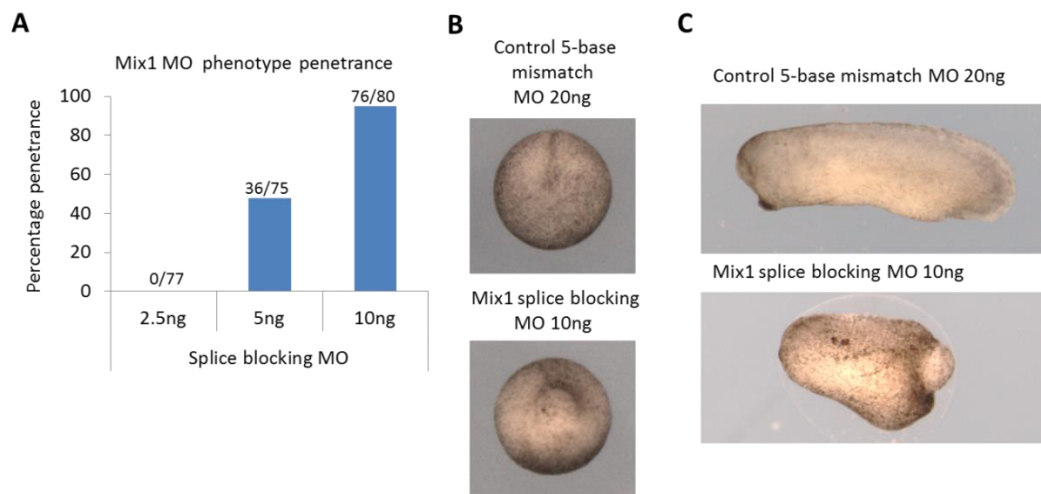 A
Mix1 MO phenotype penetrance
Percentage penetrance
100
80
60
40
20
0
0/77
36/75
76/80
2.5ng
5ng
10ng
Splice blocking MO
B
Control 5-base
mismatch
MO 20ng
Mix1 splice blocking
MO 10ng
C
Control 5-base mismatch MO 20ng
Mix1 splice blocking MO 10ng